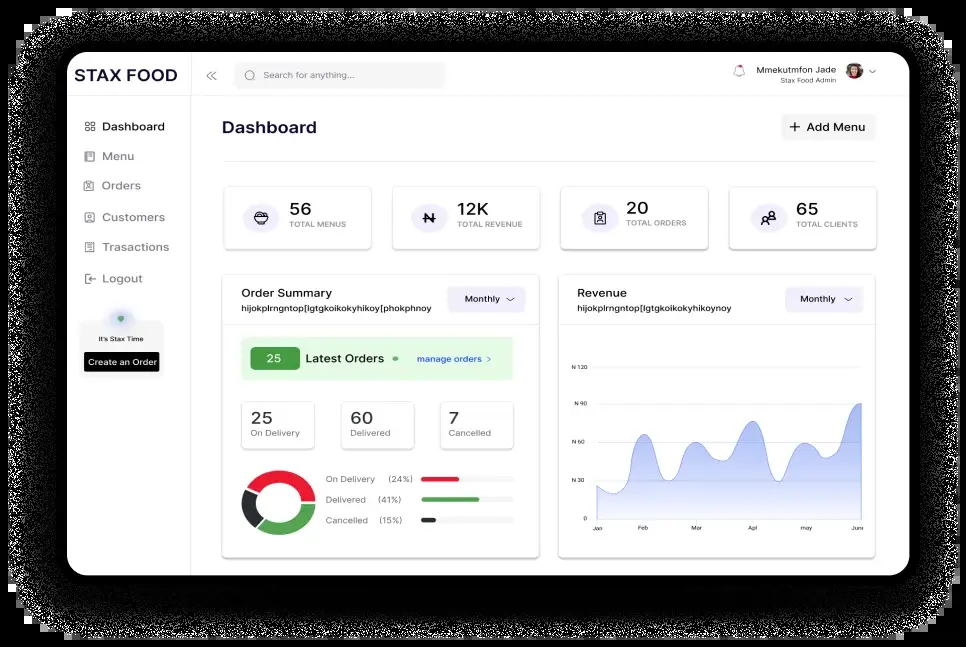 STAX FOOD
Search for anything...
Mmekutmfon Jade
Stax Food Admin
Dashboard
Menu
Orders
Customers
Trasactions
Logout
It's Stax Time
Create an Order
Dashboard
+ Add Menu
56
TOTAL MENUS
12K
TOTAL REVENUE
20
TOTAL ORDERS
65
TOTAL CLIENTS
Order Summary
hijokplrngntop[lgtgkoikokyhikoy[phokphnoy
Monthly
25 Latest Orders manage orders >
25
On Delivery
60
Delivered
7
Cancelled
On Delivery (24%)
Delivered (41%)
Cancelled (15%)
Revenue
hijokplrngntop[lgtgkoikokyhikoynoy
Monthly
N 120
N 90
N 60
N 30
0
Jan Feb Mar Apl may June